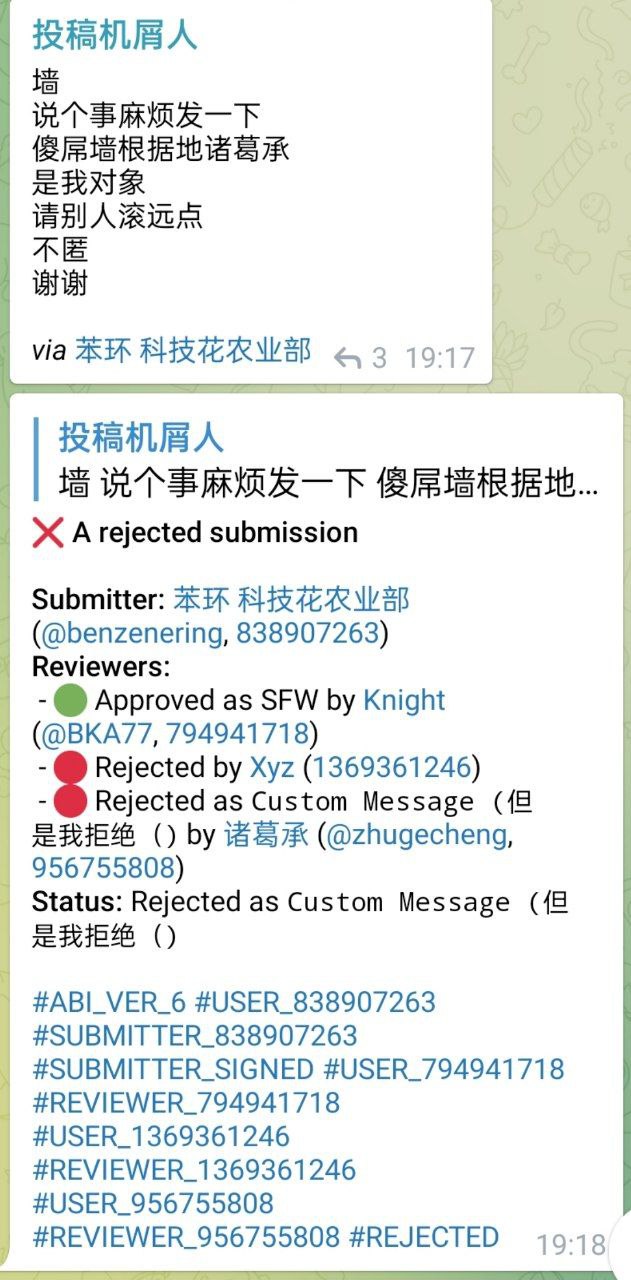 投稿机屑人
墙
说个事麻烦发一下
傻屌墙根据地诸葛承
是我对象
请别人滚远点
不匿
谢谢
via 苯环 科技花农业部 3 19:17
投稿机屑人
墙 说个事麻烦发一下 傻屌墙根据地...
❌ A rejected submission
Submitter: 苯环 科技花农业部
(@benzenering, 838907263)
Reviewers:
- 🟢 Approved as SFW by Knight
(@BKA77, 794941718)
- 🔴 Rejected by Xyz (1369361246)
- 🔴 Rejected as Custom Message (但
是我拒绝 () by 诸葛承 (@zhugecheng,
956755808)
Status: Rejected as Custom Message (但
是我拒绝 ()
#ABI_VER_6 #USER_838907263
#SUBMITTER_838907263
#SUBMITTER_SIGNED #USER_794941718
#REVIEWER_794941718
#USER_1369361246
#REVIEWER_1369361246
#USER_956755808
#REVIEWER_956755808 #REJECTED 19:18